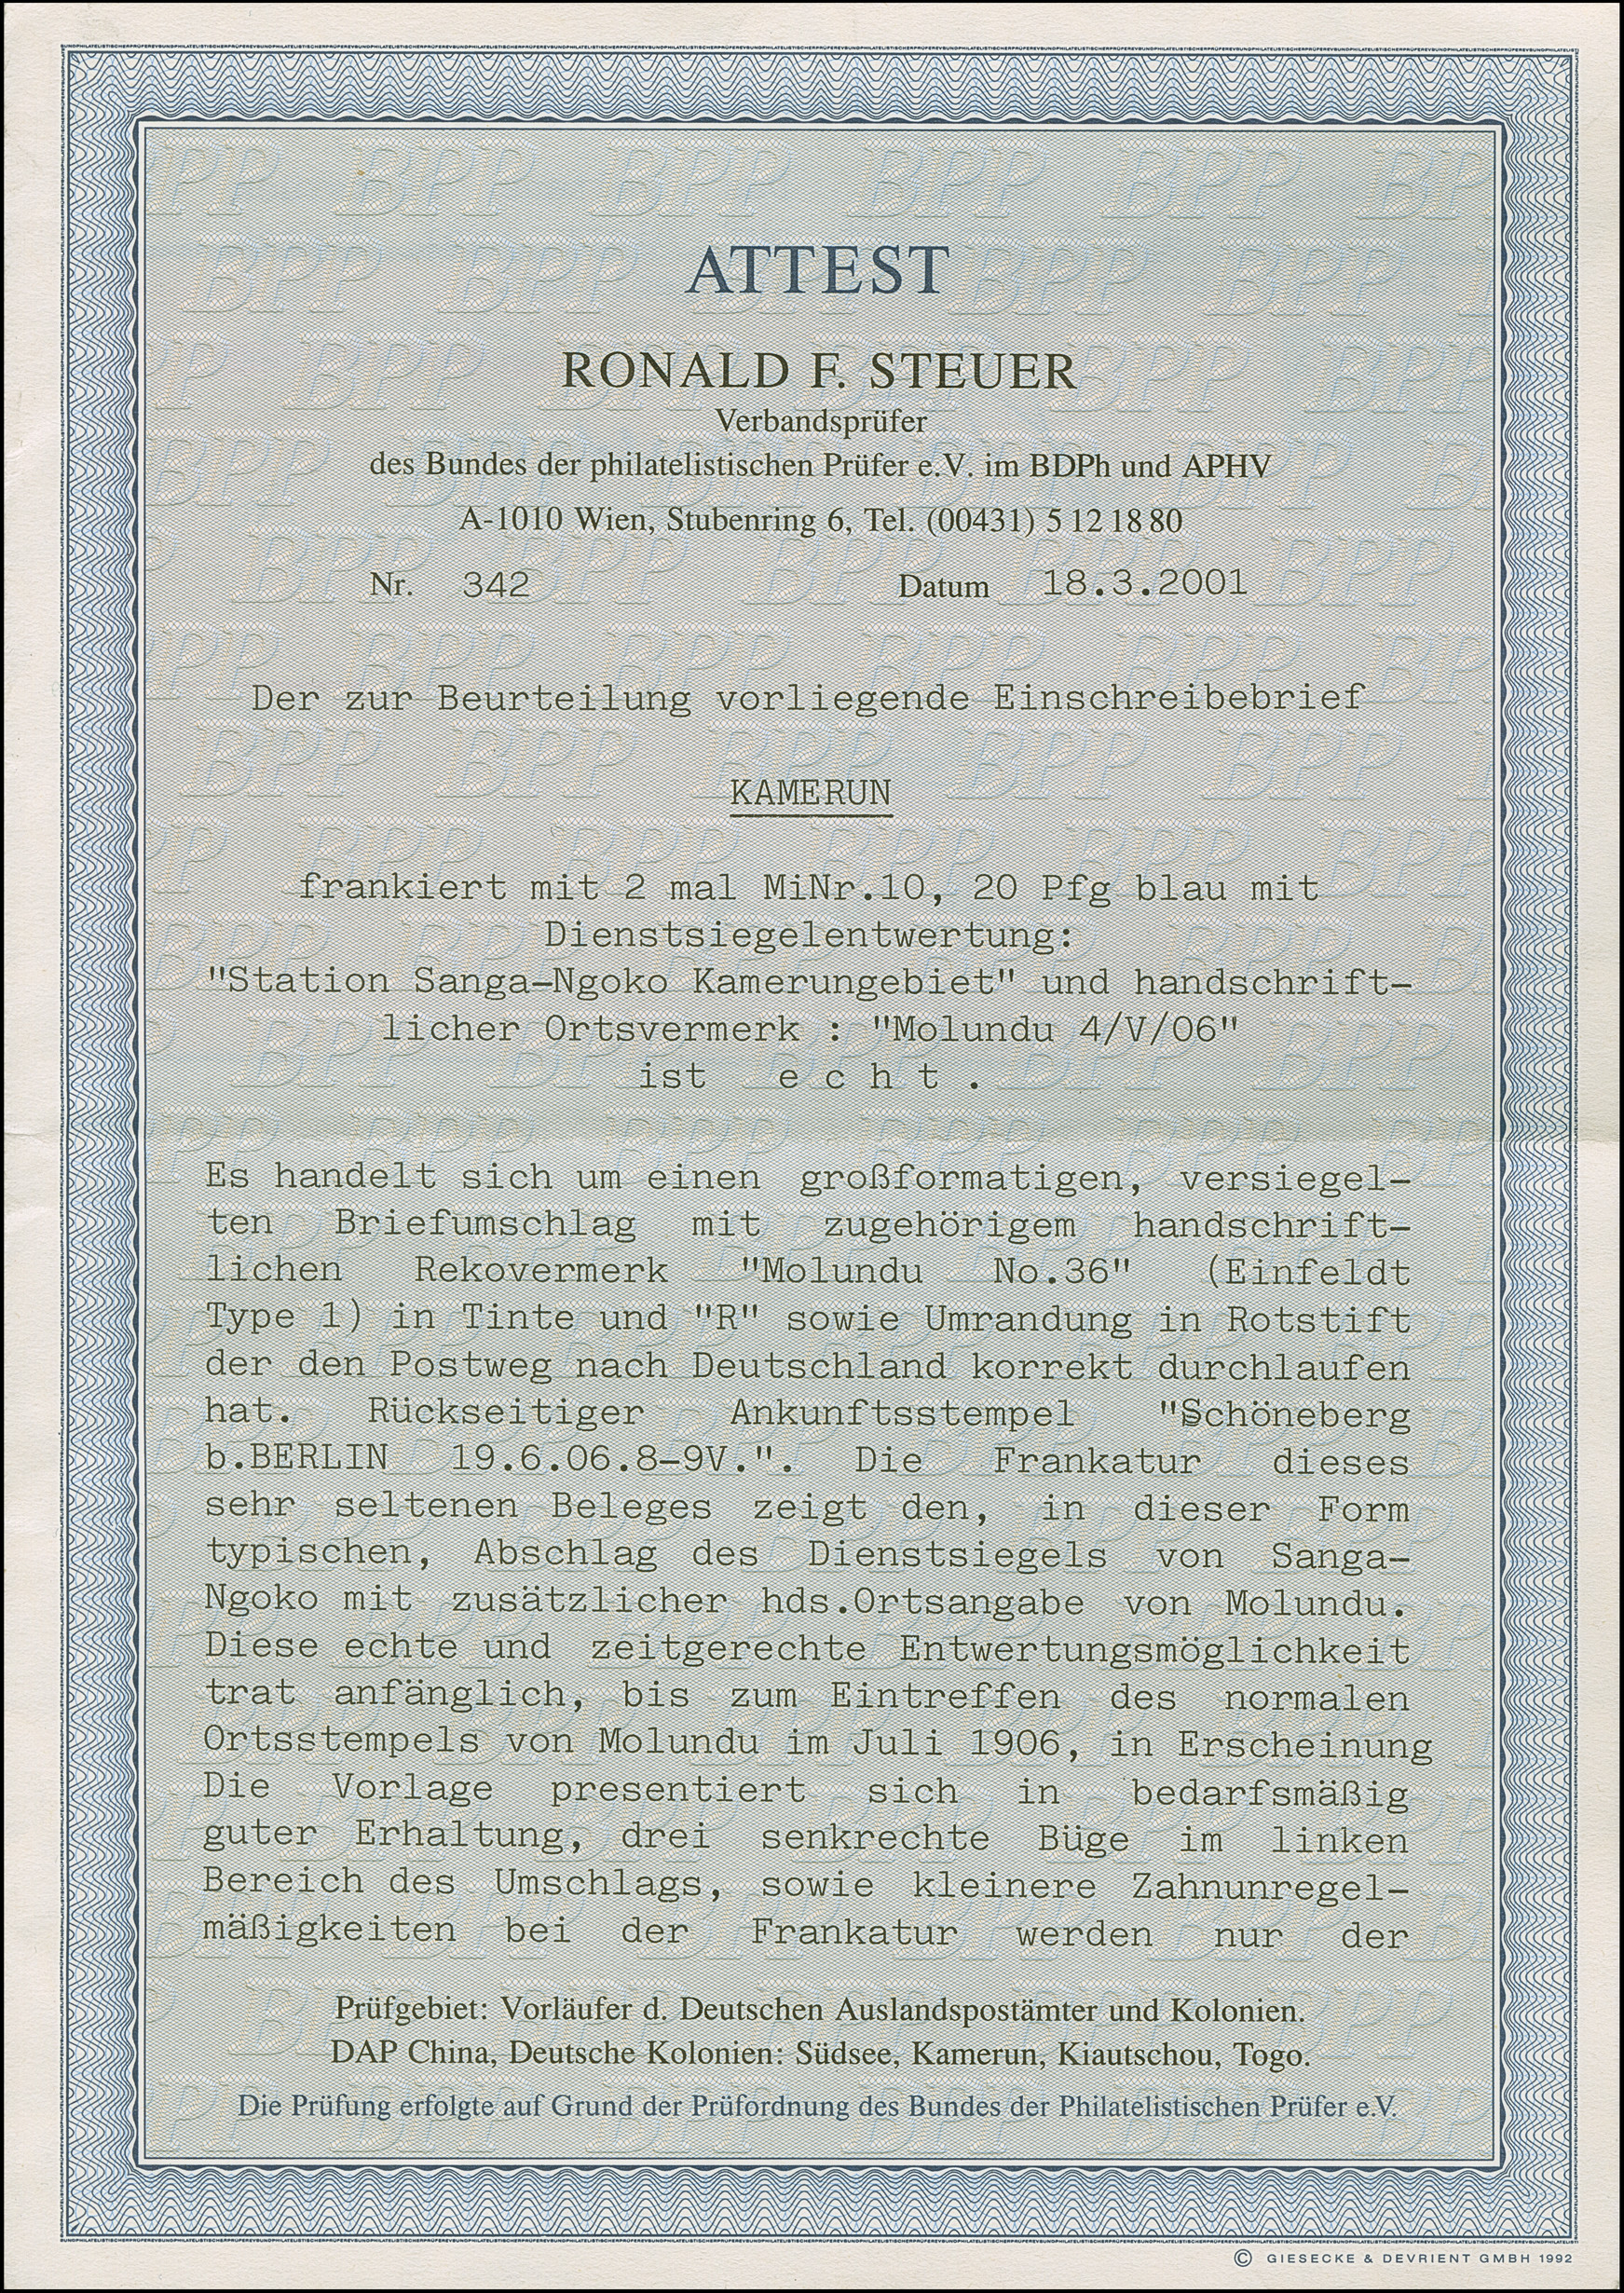 ATTEST
RONALD F. STEUER
Verbandsprüfer
des Bundes der philatelistischen Prüfer e.V. im BDPh und APHV
A-1010 Wien, Stubenring 6, Tel. (00431) 5 12 18 80
Nr. 342 Datum 18.3.2001
Der zur Beurteilung vorliegende Einschreibebrief
KAMERUN
frankiert mit 2 mal MiNr.10, 20 Pfg blau mit
Dienstsiegelentwertung:
"Station Sanga-Ngoko Kamerungebiet" und handschrift-
licher Ortsvermerk : "Molundu 4/V/06"
ist e c h t .
Es handelt sich um einen großformatigen, versiegel-
ten Briefumschlag mit zugehörigem handschrift-
lichen Rekovermerk "Molundu No.36" (Einfeldt
Type 1) in Tinte und "R" sowie Umrandung in Rotstift
der den Postweg nach Deutschland korrekt durchlaufen
hat. Rückseitiger Ankunftsstempel "Schöneberg
b.BERLIN 19.6.06.8-9V.". Die Frankatur dieses
sehr seltenen Beleges zeigt den, in dieser Form
typischen, Abschlag des Dienstsiegels von Sanga-
Ngoko mit zusätzlicher hds.Ortsangabe von Molundu.
Diese echte und zeitgerechte Entwertungsmöglichkeit
trat anfänglich, bis zum Eintreffen des normalen
Ortsstempels von Molundu im Juli 1906, in Erscheinung
Die Vorlage presentiert sich in bedarfsmäßig
guter Erhaltung, drei senkrechte Büge im linken
Bereich des Umschlags, sowie kleinere Zahnunregel-
mäßigkeiten bei der Frankatur werden nur der
Prüfgebiet: Vorläufer d. Deutschen Auslandspostämter und Kolonien.
DAP China, Deutsche Kolonien: Südsee, Kamerun, Kiautschou, Togo.
Die Prüfung erfolgte auf Grund der Prüfordnung des Bundes der Philatelistischen Prüfer e.V.
© GIESECKE & DEVRIENT GMBH 1992